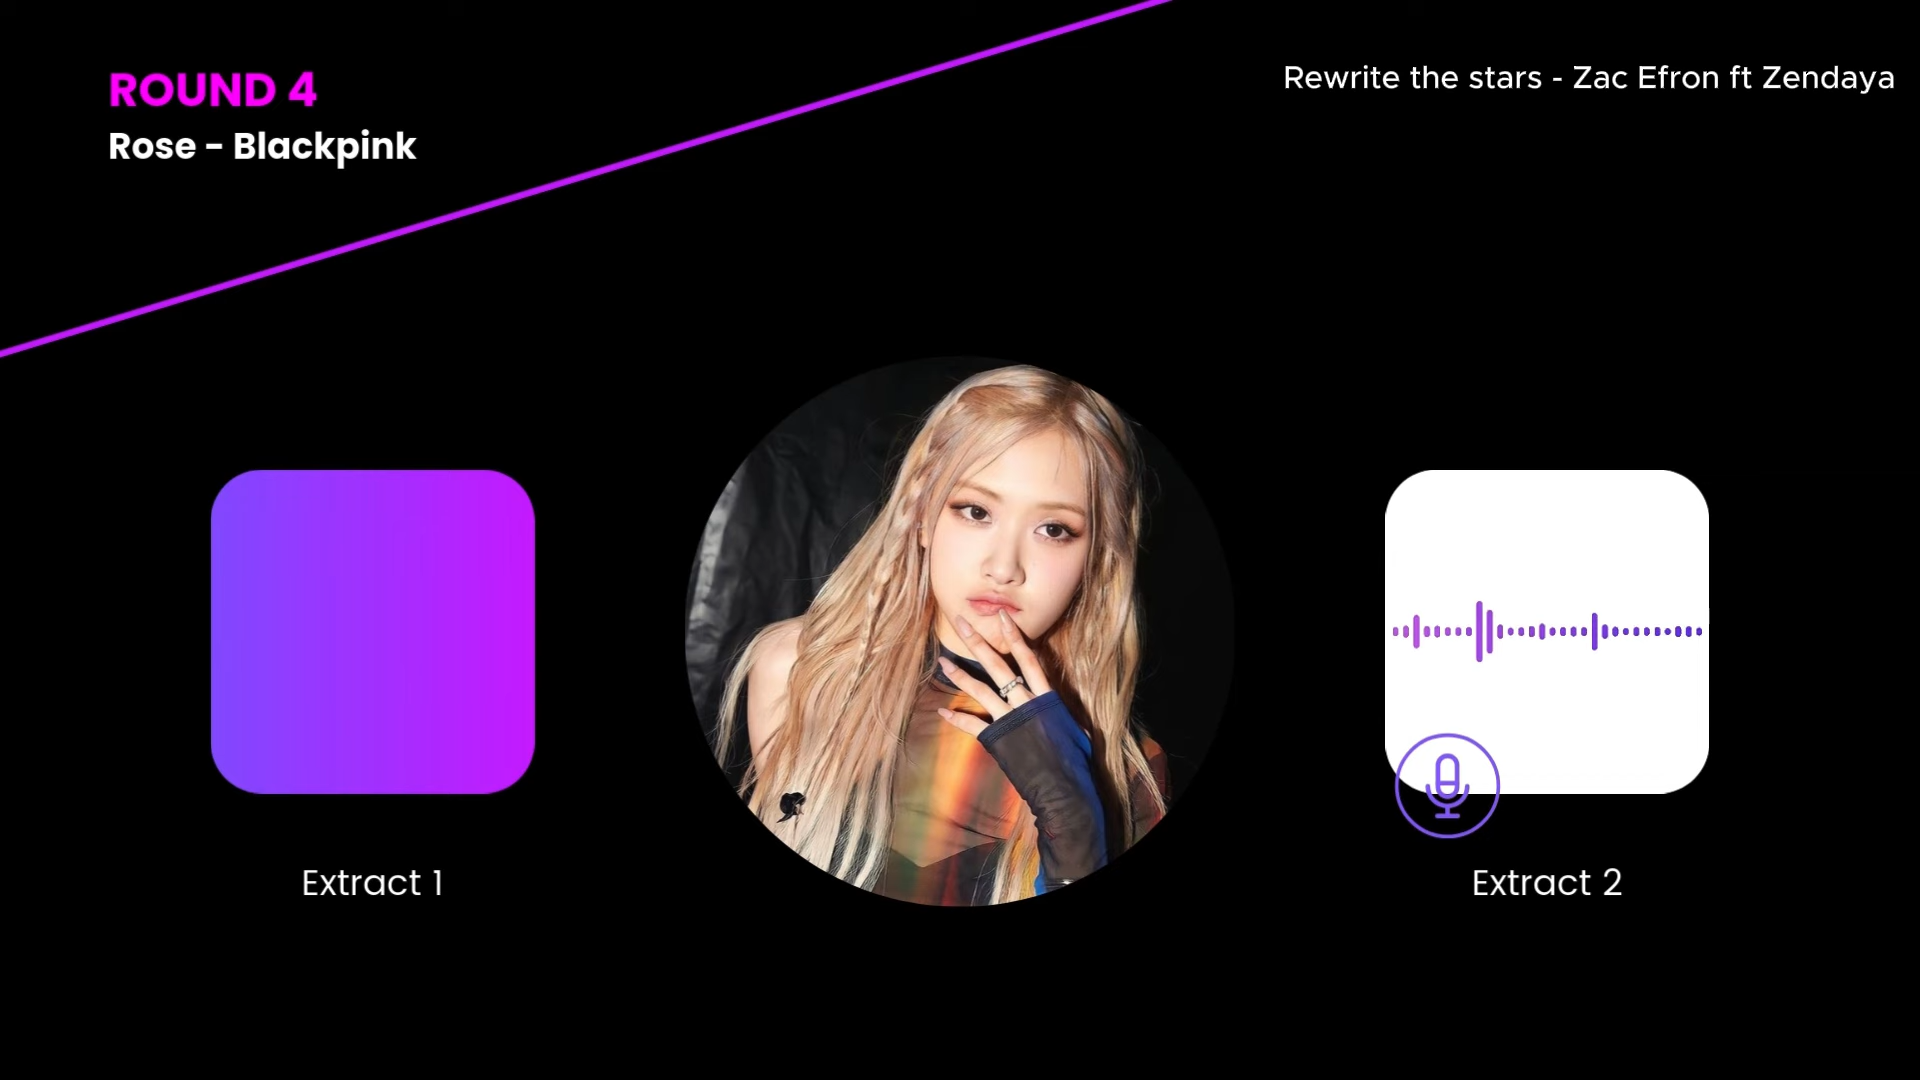 ROUND 4
Rose - Blackpink
Rewrite the stars - Zac Efron ft Zendaya
Extract 1
Extract 2